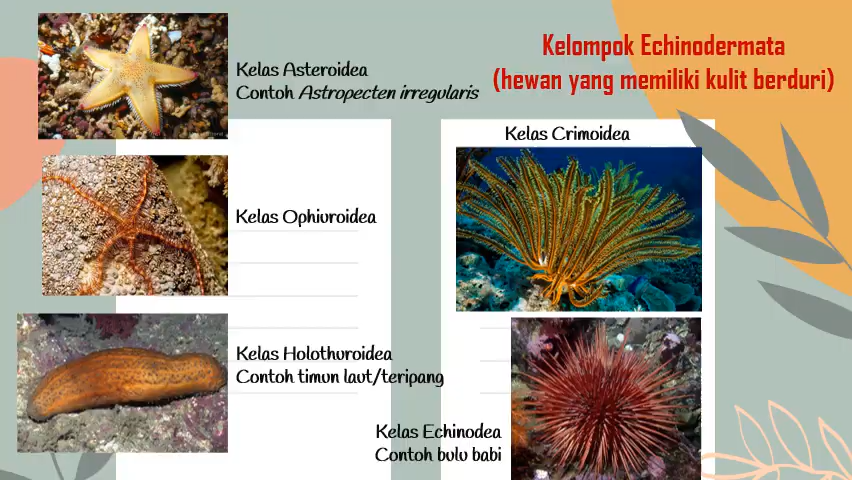 Kelompok Echinodermata
(hewan yang memiliki kulit berduri)
Kelas Asteroidea
Contoh Astropecten irregularis
Kelas Ophiuroidea
Kelas Holothuroidea
Contoh timun laut/teripang
Kelas Crimoidea
Kelas Echinodea
Contoh bulu babi